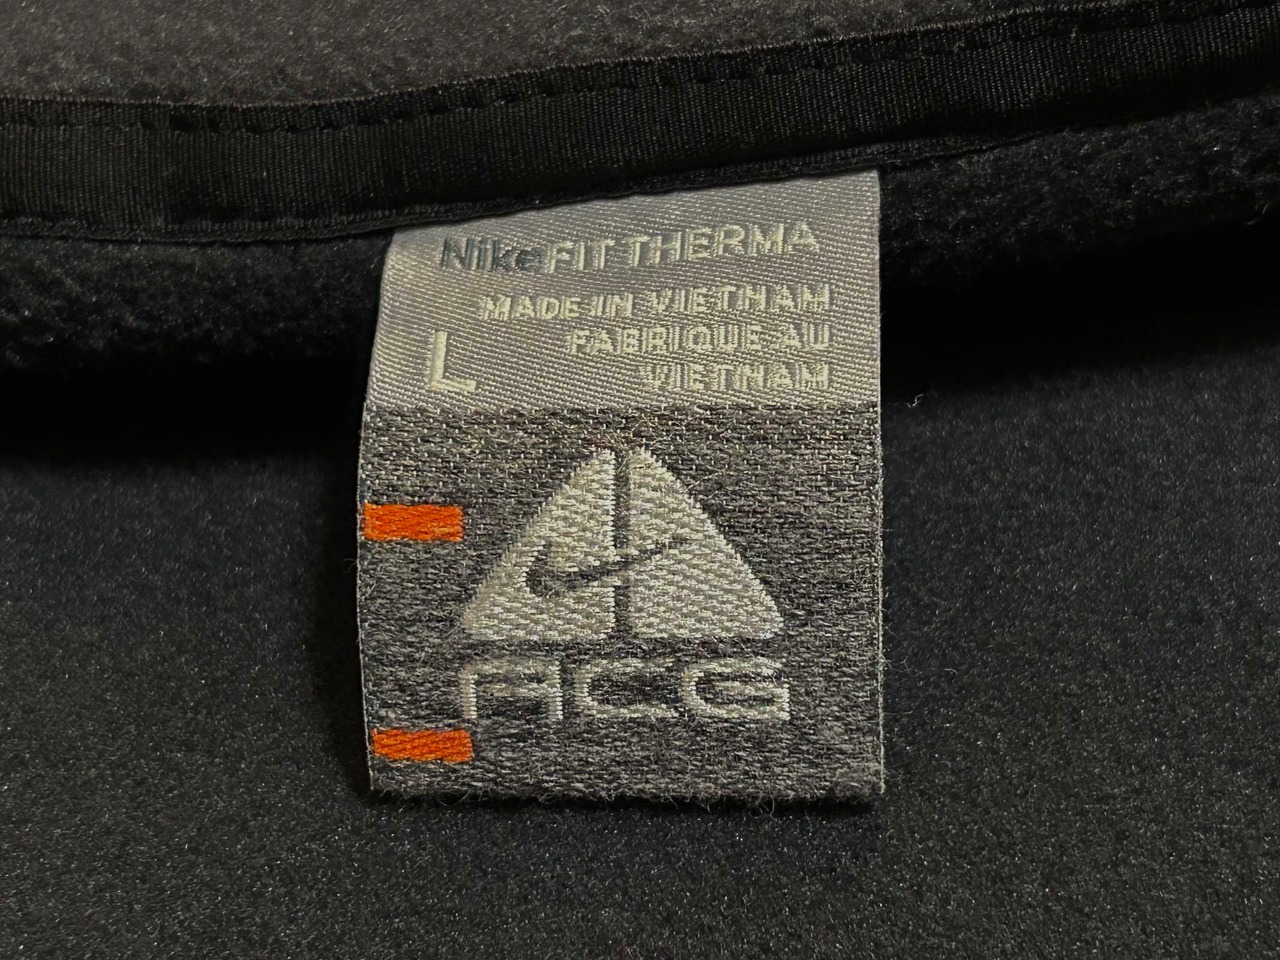 NikeFIT THERMA
MADE IN VIETNAM
FABRIQUE AU
VIETNAM
L
ACG